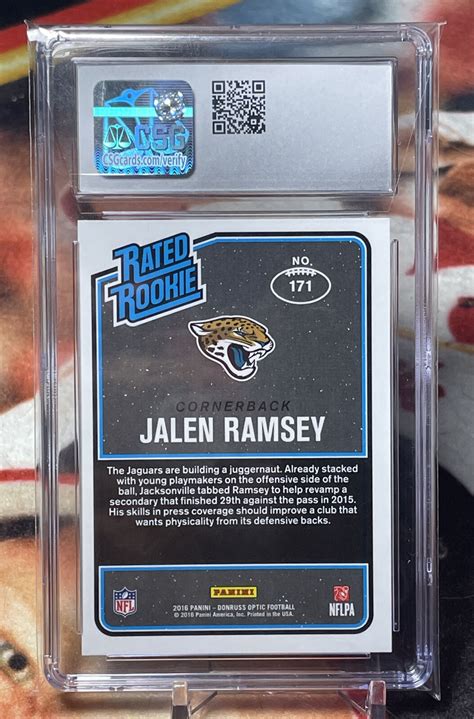 CSG
CSGcards.com/verify
RATED
ROOKIE
NO.
171
CORNERBACK
JALEN RAMSEY
The Jaguars are building a juggernaut. Already stacked
with young playmakers on the offensive side of the
ball, Jacksonville tabbed Ramsey to help revamp a
secondary that finished 29th against the pass in 2015.
His skills in press coverage should improve a club that
wants physicality from its defensive backs.
NFL
PANINI
NFLPA
2016 PANINI - DONRUSS OPTIC FOOTBALL
© 2016 Panini America, Inc. Printed in the USA.